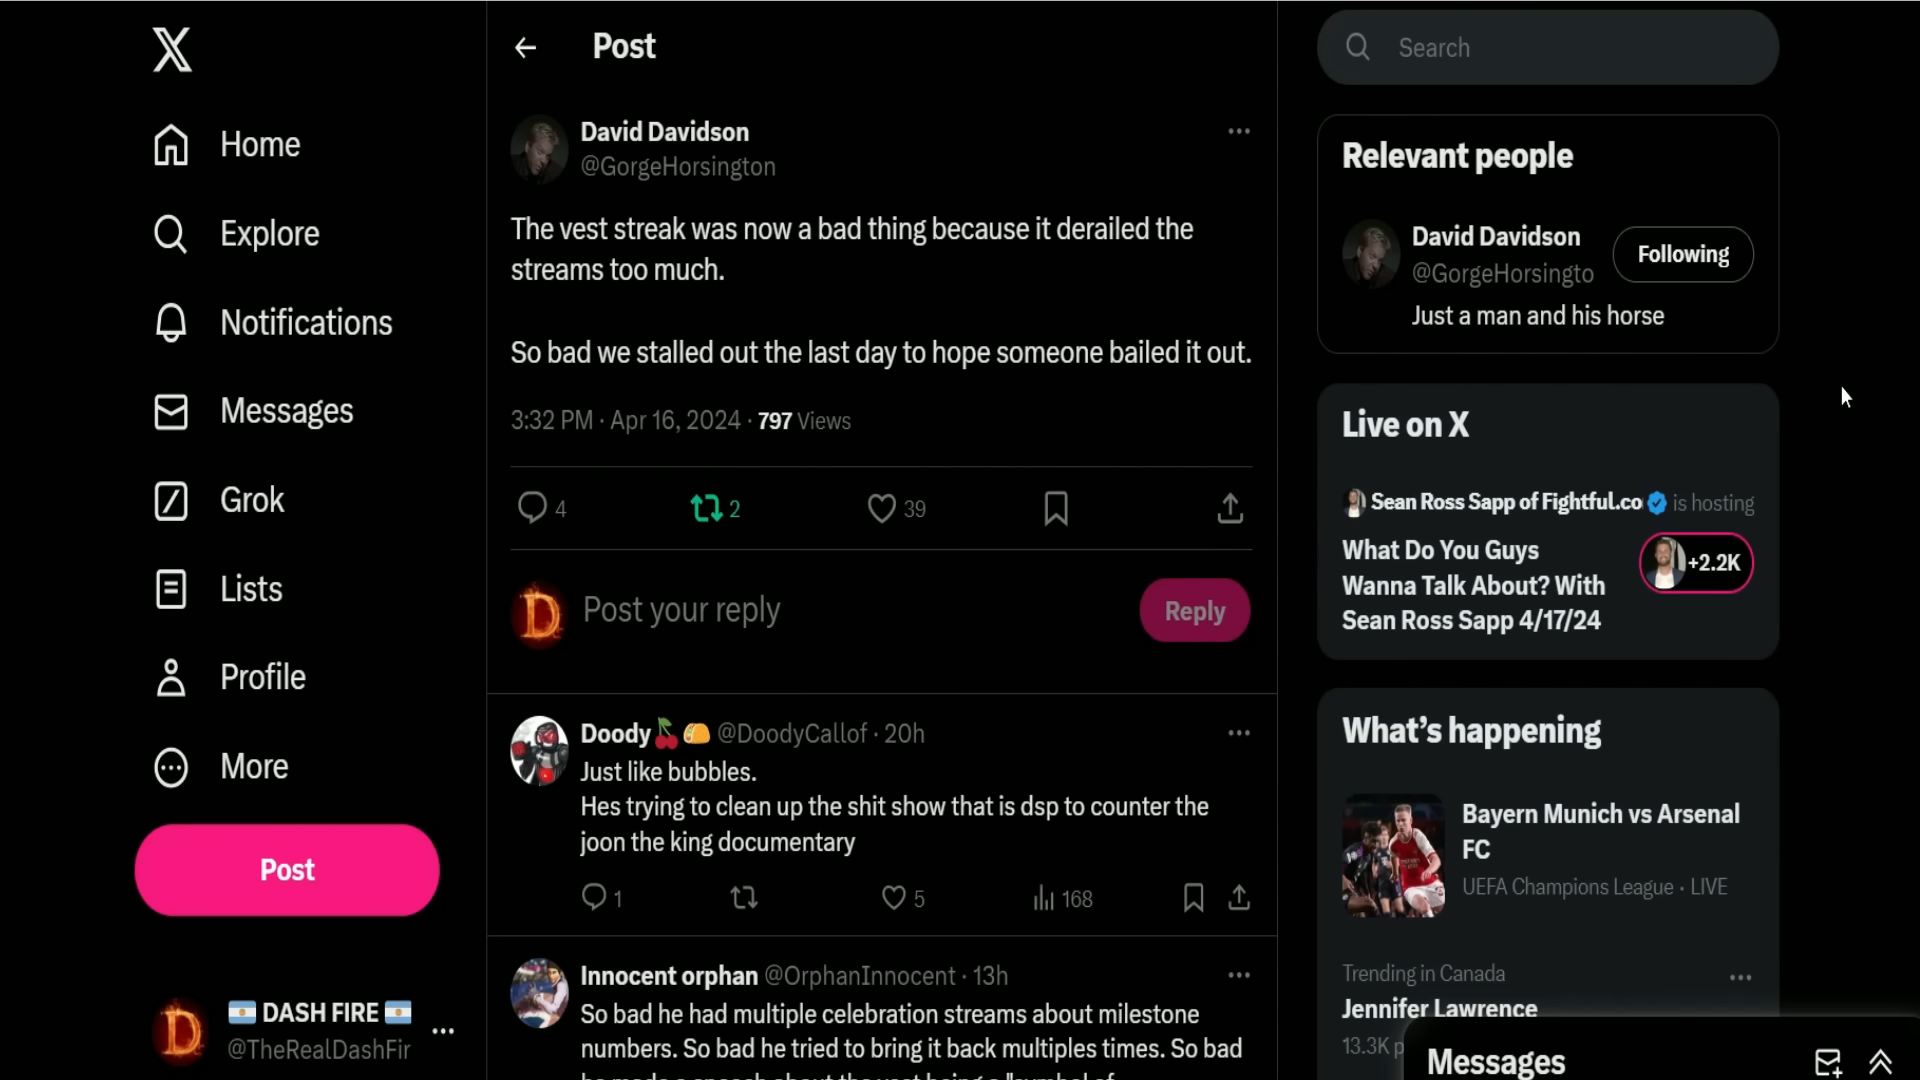 Home
Explore
Notifications
Messages
Grok
Lists
Profile
More
Post
DASH FIRE
@TheRealDashFir
Post
David Davidson
@GorgeHorsington
The vest streak was now a bad thing because it derailed the
streams too much.
So bad we stalled out the last day to hope someone bailed it out.
3:32 PM · Apr 16, 2024 · 797 Views
4
2
39
Post your reply
Reply
Doody @DoodyCallof · 20h
Just like bubbles.
Hes trying to clean up the shit show that is dsp to counter the
joon the king documentary
1
5
168
Innocent orphan @OrphanInnocent · 13h
So bad he had multiple celebration streams about milestone
numbers. So bad he tried to bring it back multiples times. So bad
Search
Relevant people
David Davidson
@GorgeHorsingto
Following
Just a man and his horse
Live on X
Sean Ross Sapp of Fightful.co is hosting
What Do You Guys
Wanna Talk About? With
Sean Ross Sapp 4/17/24
+2.2K
What's happening
Bayern Munich vs Arsenal
FC
UEFA Champions League · LIVE
Trending in Canada
Jennifer Lawrence
13.3K p
Messages